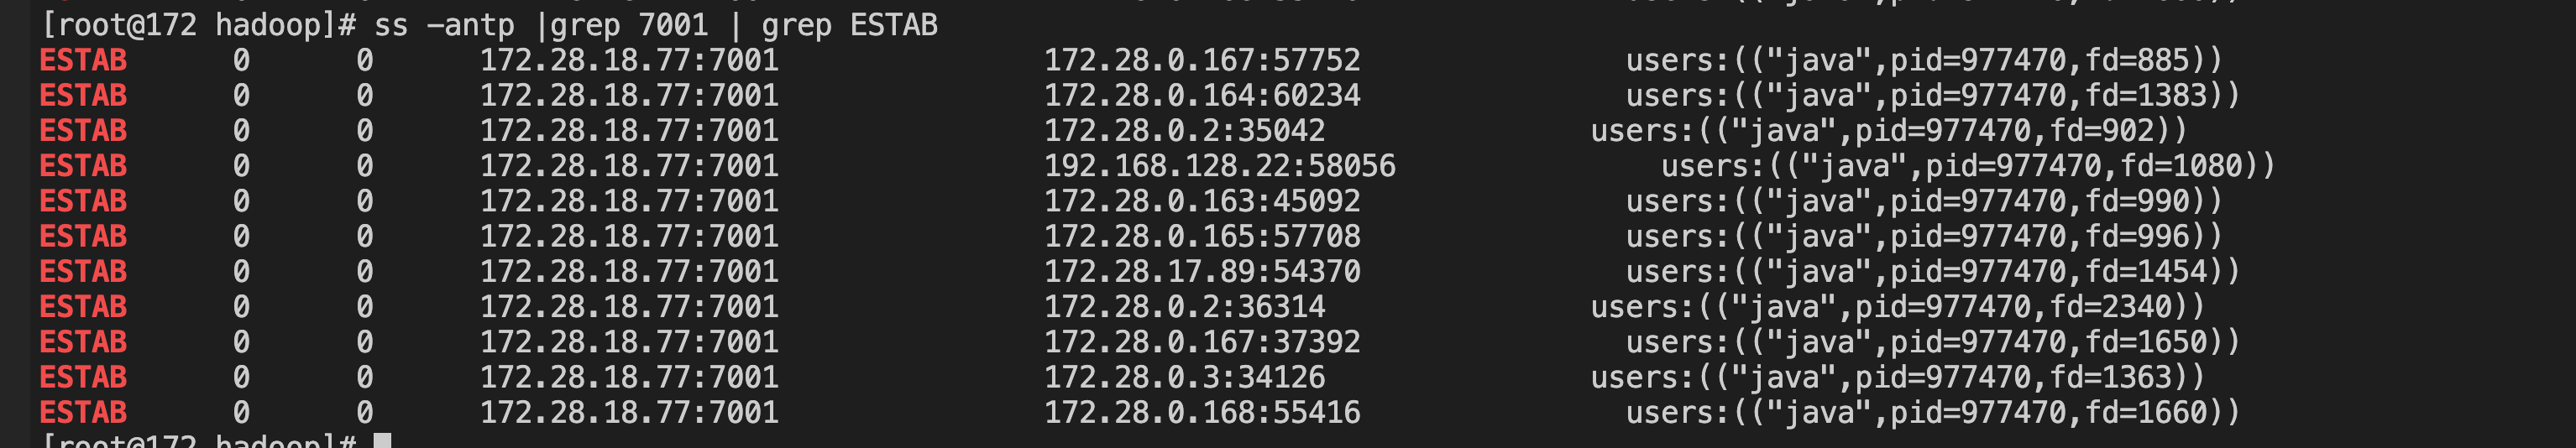 [root@172 hadoop]# ss -antp |grep 7001 | grep ESTAB
ESTAB 0 0 172.28.18.77:7001 172.28.0.167:57752 users:(("java",pid=977470,fd=885))
ESTAB 0 0 172.28.18.77:7001 172.28.0.164:60234 users:(("java",pid=977470,fd=1383))
ESTAB 0 0 172.28.18.77:7001 172.28.0.2:35042 users:(("java",pid=977470,fd=902))
ESTAB 0 0 172.28.18.77:7001 192.168.128.22:58056 users:(("java",pid=977470,fd=1080))
ESTAB 0 0 172.28.18.77:7001 172.28.0.163:45092 users:(("java",pid=977470,fd=990))
ESTAB 0 0 172.28.18.77:7001 172.28.0.165:57708 users:(("java",pid=977470,fd=996))
ESTAB 0 0 172.28.18.77:7001 172.28.17.89:54370 users:(("java",pid=977470,fd=1454))
ESTAB 0 0 172.28.18.77:7001 172.28.0.2:36314 users:(("java",pid=977470,fd=2340))
ESTAB 0 0 172.28.18.77:7001 172.28.0.167:37392 users:(("java",pid=977470,fd=1650))
ESTAB 0 0 172.28.18.77:7001 172.28.0.3:34126 users:(("java",pid=977470,fd=1363))
ESTAB 0 0 172.28.18.77:7001 172.28.0.168:55416 users:(("java",pid=977470,fd=1660))
[root@172 hadoop]#